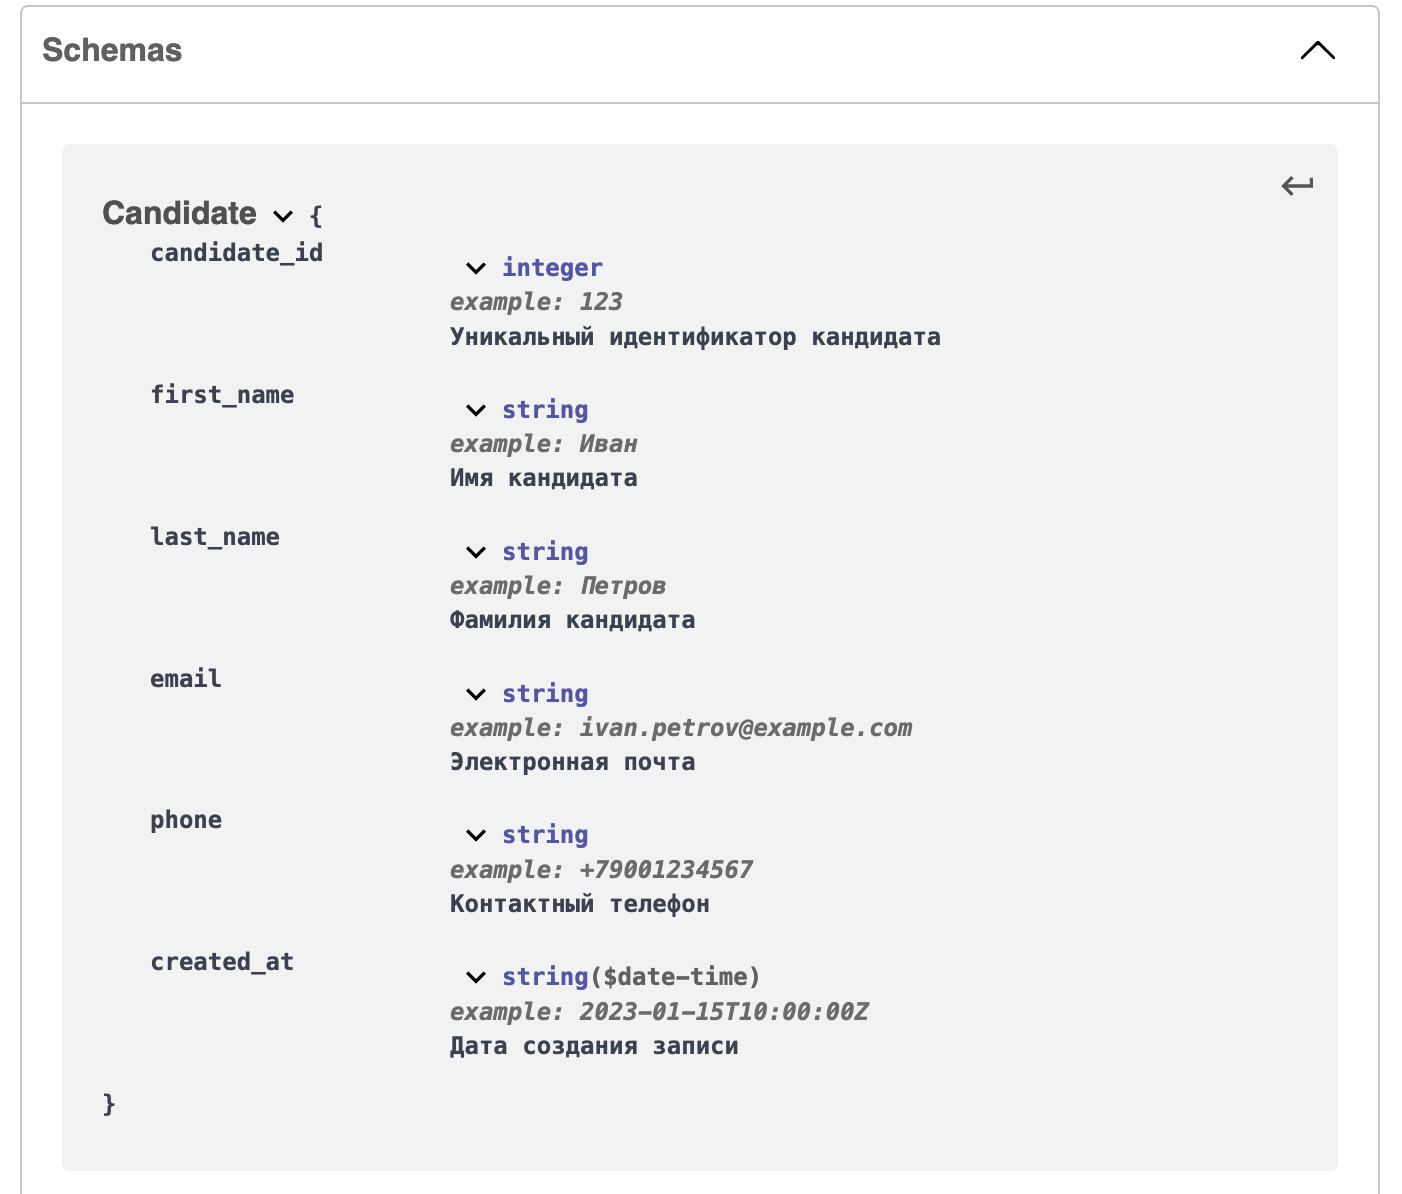 Schemas
Candidate {
candidate_id
integer
example: 123
Уникальный идентификатор кандидата
first_name
string
example: Иван
Имя кандидата
last_name
string
example: Петров
Фамилия кандидата
email
string
example: ivan.petrov@example.com
Электронная почта
phone
string
example: +79001234567
Контактный телефон
created_at
string($date-time)
example: 2023-01-15T10:00:00Z
Дата создания записи
}